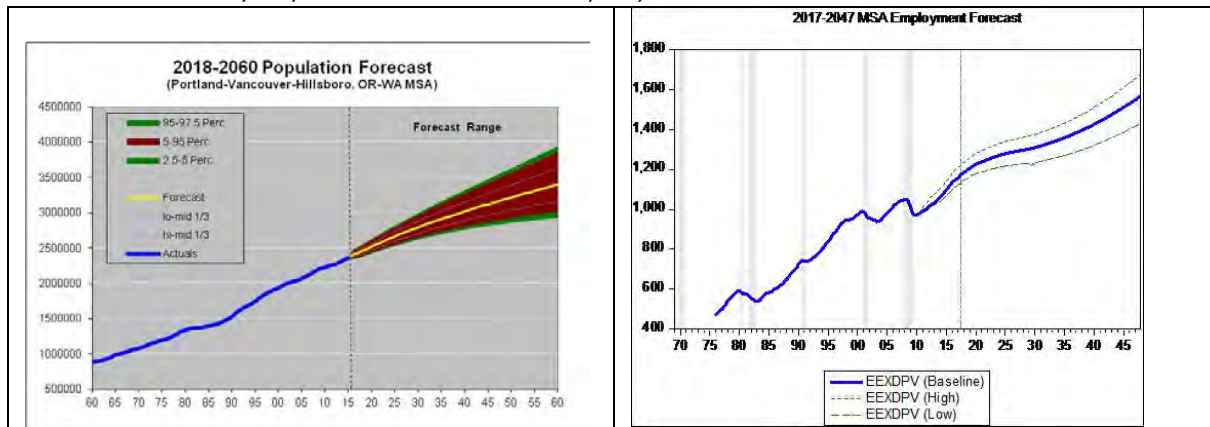 2018-2060 Population Forecast
(Portland-Vancouver-Hillsboro, OR-WA MSA)
4500000
4000000
3500000
3000000
2500000
2000000
1500000
1000000
500000
95-97.5 Perc
5-95 Perc
2.5-5 Perc
Forecast
lo-mid 1/3
hi-mid 1/3
Actuals
Forecast Range
60 65 70 75 80 85 90 95 00 05 10 15 20 25 30 35 40 45 50 55 60
2017-2047 MSA Employment Forecast
1,800
1,600
1,400
1,200
1,000
800
600
400
70 75 80 85 90 95 00 05 10 15 20 25 30 35 40 45
EEXDPV (Baseline)
EEXDPV (High)
EEXDPV (Low)